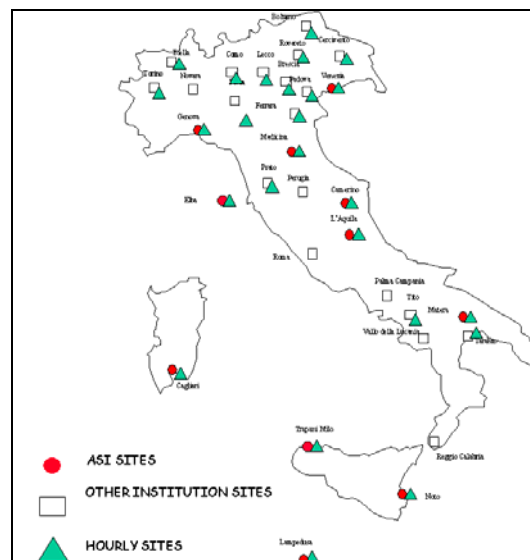 Bolzano
Rovereto
Cercivento
Biella
Como
Lecco
Brescia
Torino
Novara
Padova
Venezia
Ferrara
Genova
Medicina
Prato
Perugia
Elba
Camerino
L'Aquila
Roma
Palma Campania
Tito
Matera
Vallo della Lucania
Cagliari
Trapani Milo
Reggio Calabria
Noto
Lampedusa
ASI SITES
OTHER INSTITUTION SITES
HOURLY SITES